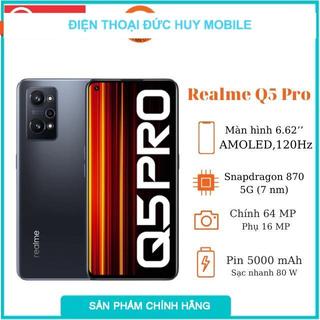 ĐIỆN THOẠI ĐỨC HUY MOBILE
Realme Q5 Pro
Màn hình 6.62’’
AMOLED,120Hz
Snapdragon 870
5G (7 nm)
Chính 64 MP
Phụ 16 MP
Pin 5000 mAh
Sạc nhanh 80 W
realme
Q5PRO
SẢN PHẨM CHÍNH HÃNG